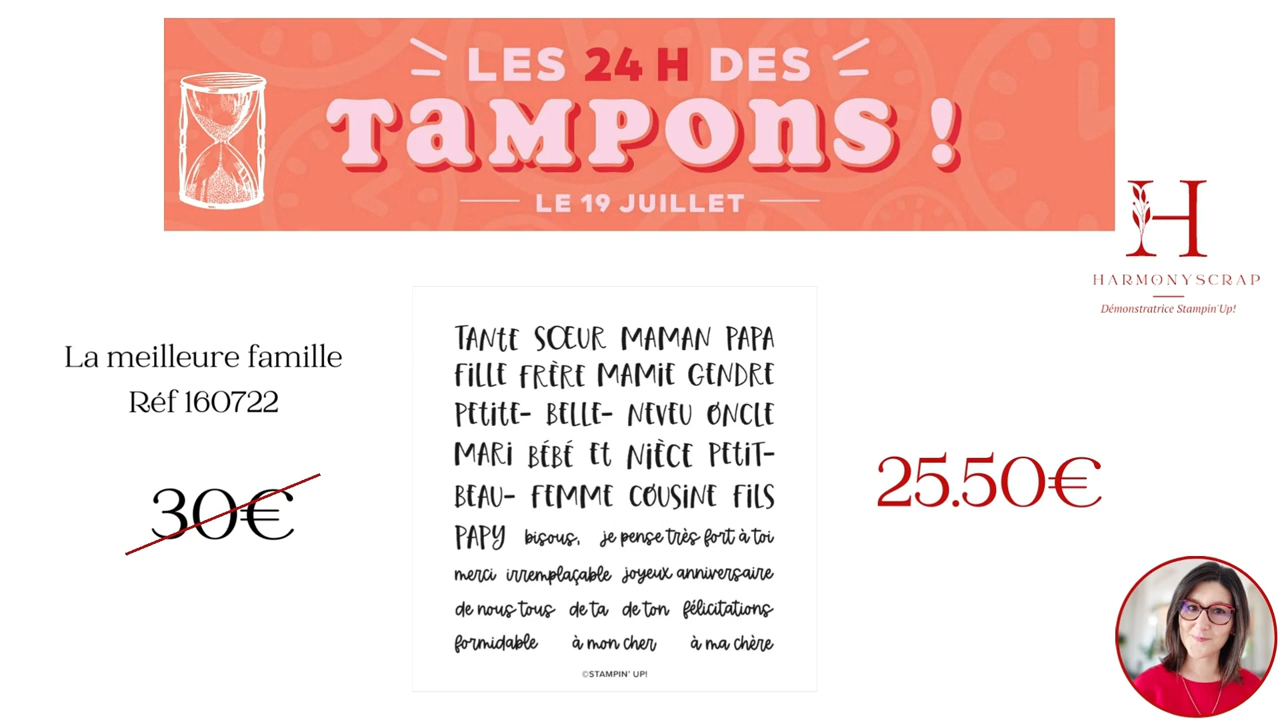 LES 24 H DES
TAMPONS !
LE 19 JUILLET
H
HARMONYSCRAP
Démonstratrice Stampin'Up!
La meilleure famille
Réf 160722
30€
TANTE SŒUR MAMAN PAPA
FILLE FRÈRE MAMIE GENDRE
PETITE- BELLE- NEVEU ONCLE
MARI BÉBÉ ET NIÈCE PETIT-
BEAU- FEMME COUSINE FILS
PAPY bisous, je pense très fort à toi
merci irremplaçable joyeux anniversaire
de nous tous de ta de ton félicitations
formidable à mon cher à ma chère
©STAMPIN' UP!
25.50€